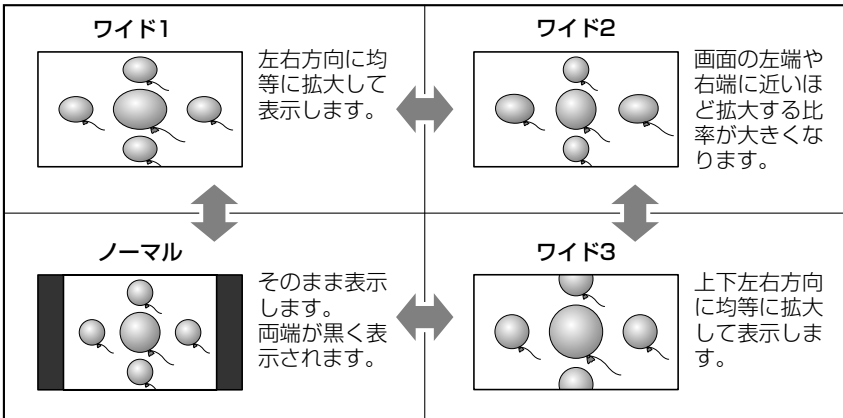 ワイド1
左右方向に均
等に拡大して
表示します。
ワイド2
画面の左端や
右端に近いほ
ど拡大する比
率が大きくな
ります。
ノーマル
そのまま表示
します。
両端が黒く表
示されます。
ワイド3
上下左右方向
に均等に拡大
して表示しま
す。